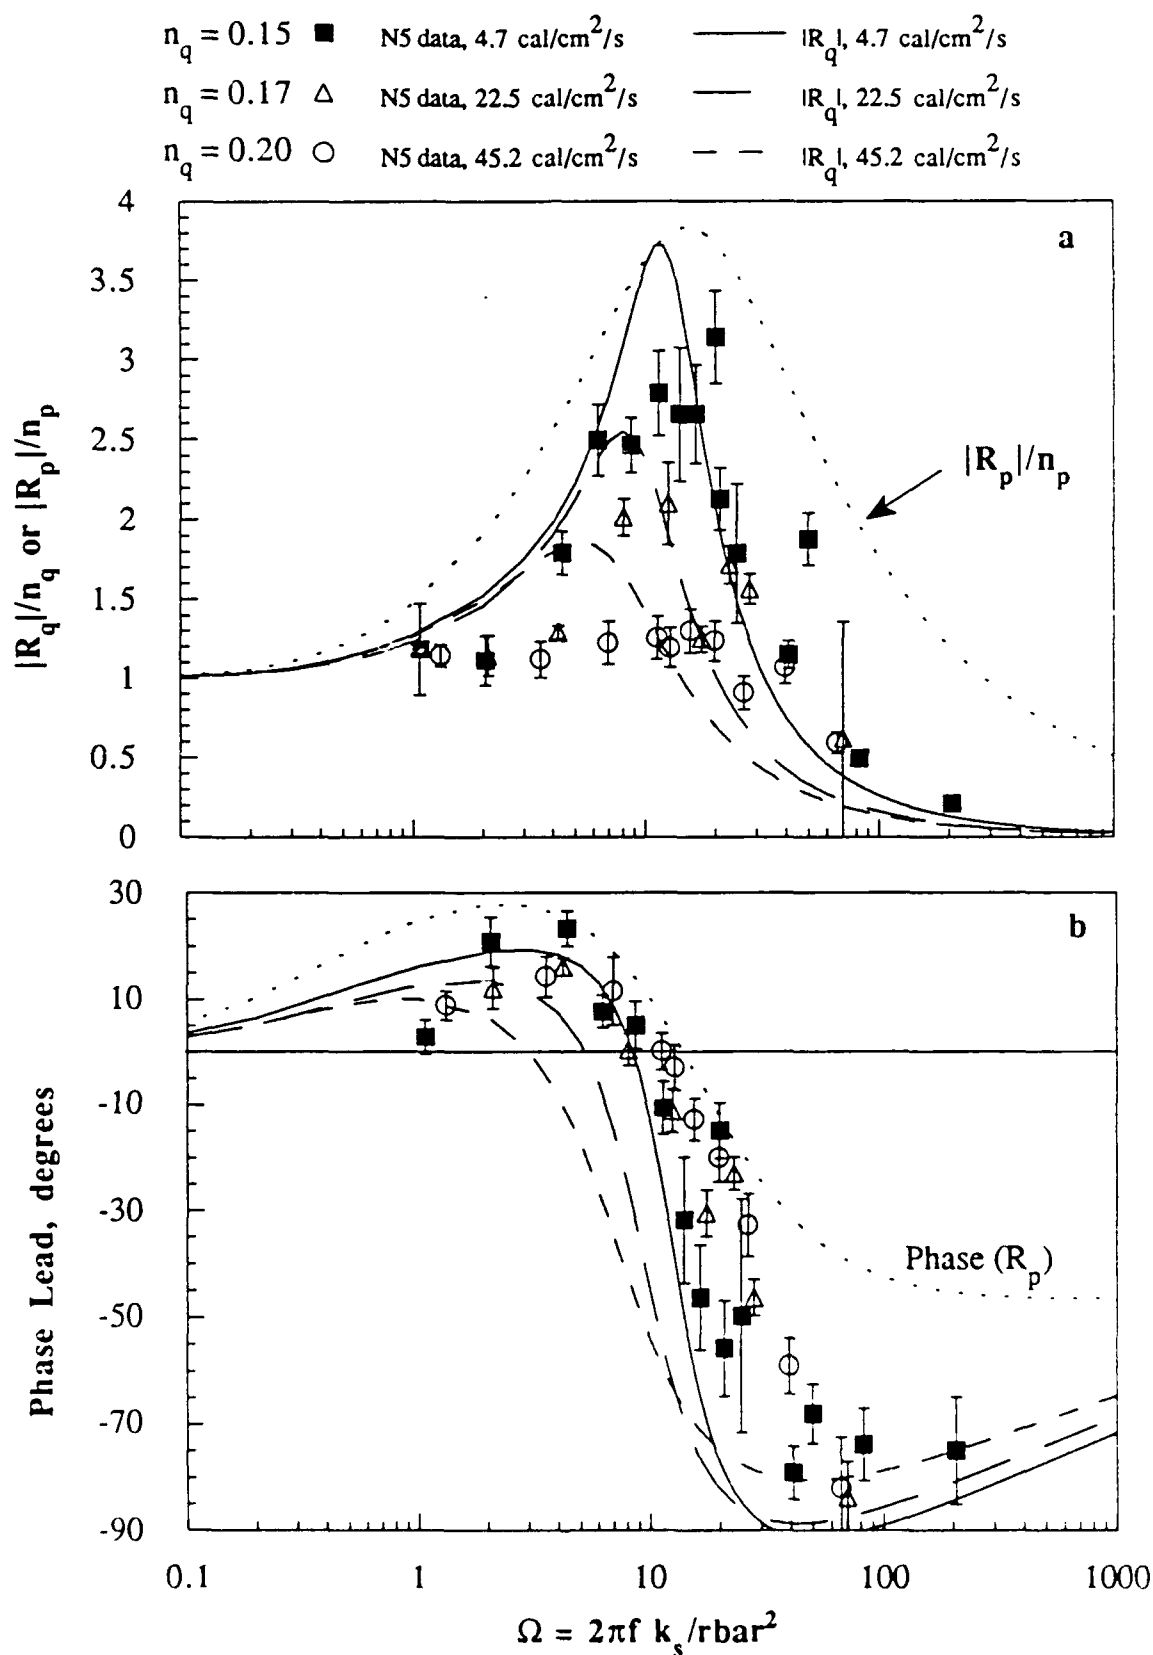 n_q = 0.15 ■ N5 data, 4.7 cal/cm²/s |R_q|, 4.7 cal/cm²/s
n_q = 0.17 △ N5 data, 22.5 cal/cm²/s |R_q|, 22.5 cal/cm²/s
n_q = 0.20 ○ N5 data, 45.2 cal/cm²/s |R_q|, 45.2 cal/cm²/s
a
4
3.5
3
2.5
2
1.5
1
0.5
0
|R_q|/n_q or |R_p|/n_p
|R_p|/n_p
b
30
10
-10
-30
-50
-70
-90
Phase Lead, degrees
Phase (R_p)
0.1 1 10 100 1000
Ω = 2πf k_s/rbar²